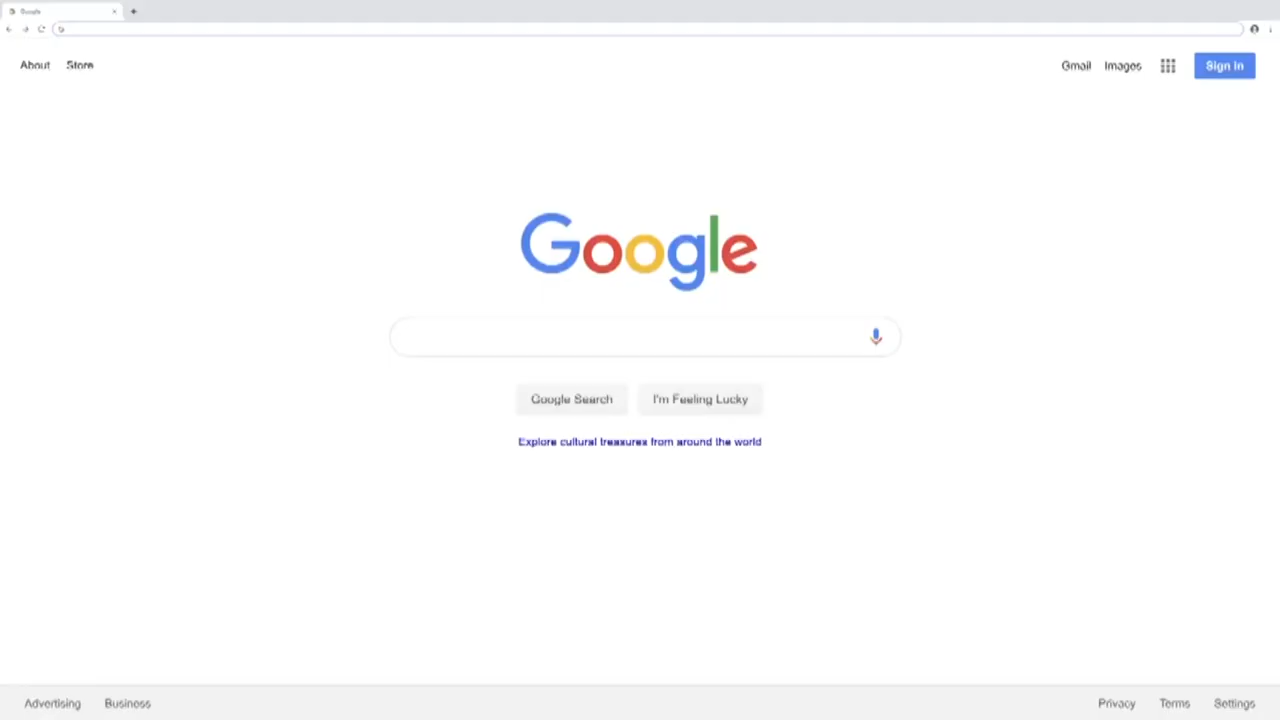 Google
About Store
Gmail Images Sign in
Google
Google Search I'm Feeling Lucky
Explore cultural treasures from around the world
Advertising Business
Privacy Terms Settings